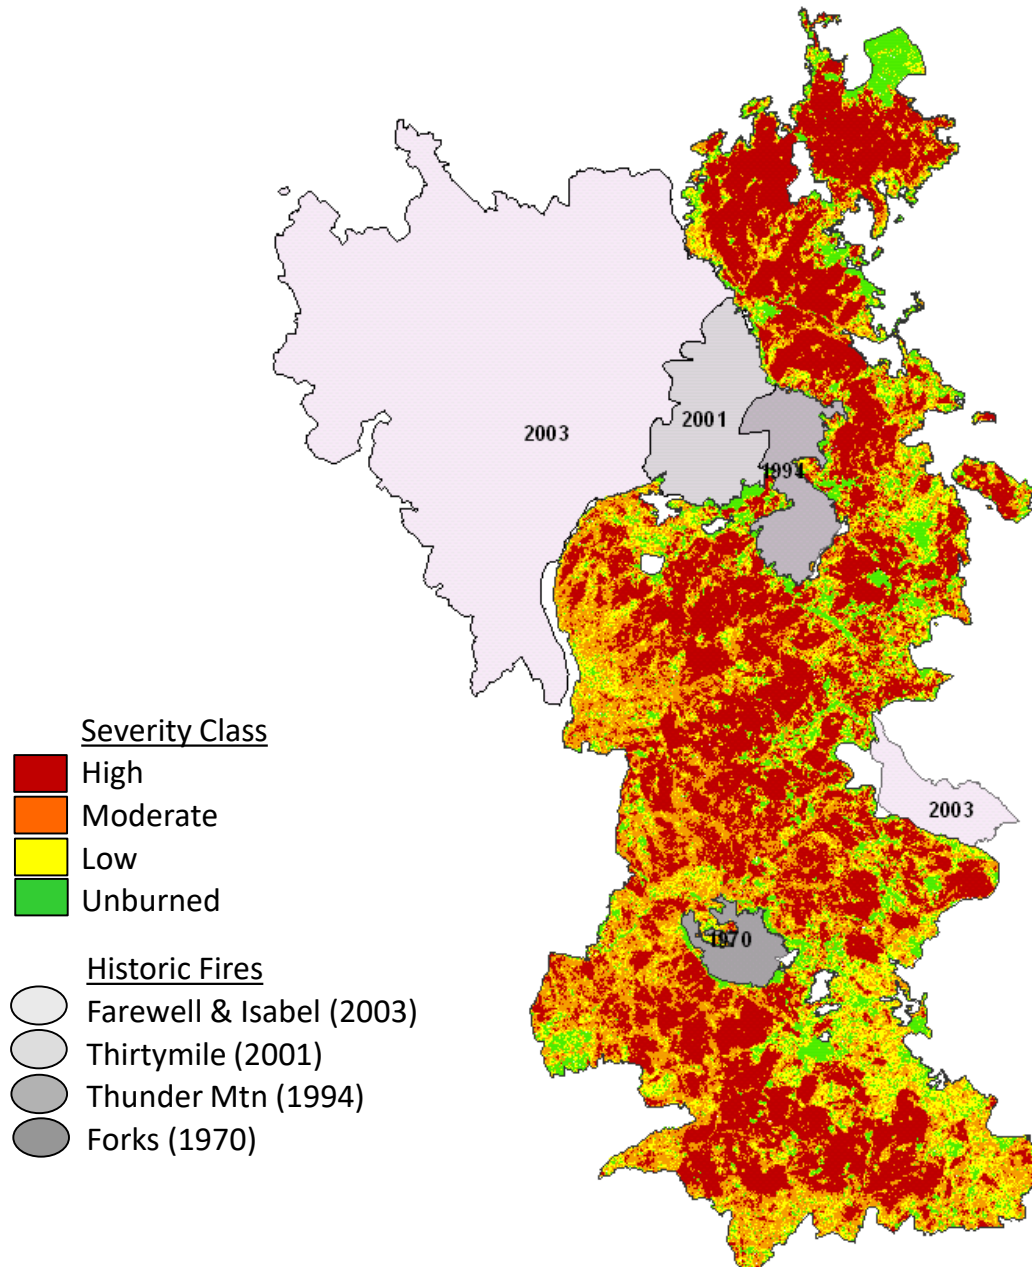 2003
2001
1994
2003
1970
Severity Class
High
Moderate
Low
Unburned
Historic Fires
Farewell & Isabel (2003)
Thirtymile (2001)
Thunder Mtn (1994)
Forks (1970)